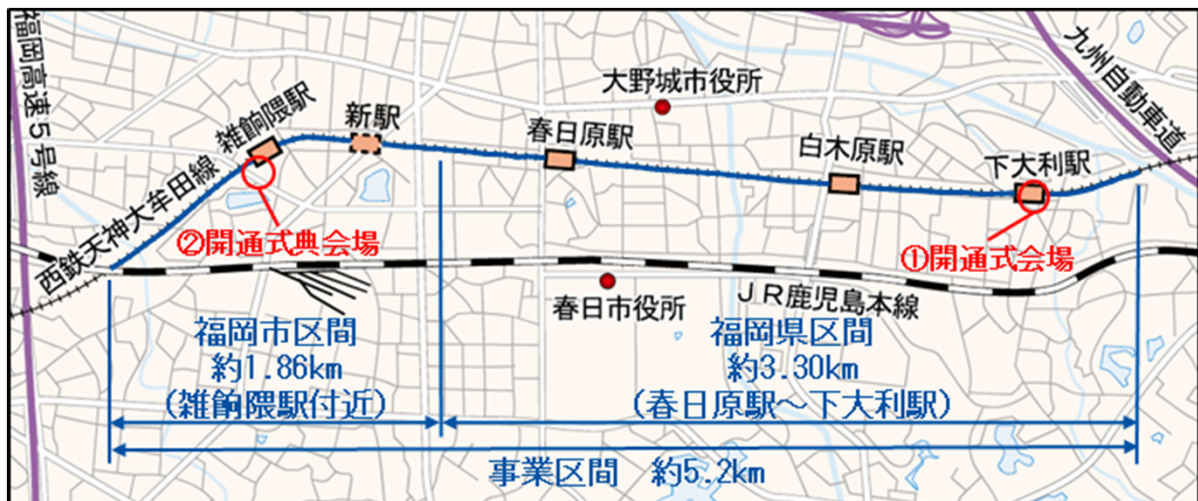 福岡高速5号線
西鉄天神大牟田線
雑餉隈駅
新駅
春日原駅
大野城市役所
白木原駅
下大利駅
九州自動車道
②開通式典会場
①開通式会場
春日市役所
JR鹿児島本線
福岡市区間
約1.86km
(雑餉隈駅付近)
福岡県区間
約3.30km
(春日原駅～下大利駅)
事業区間 約5.2km